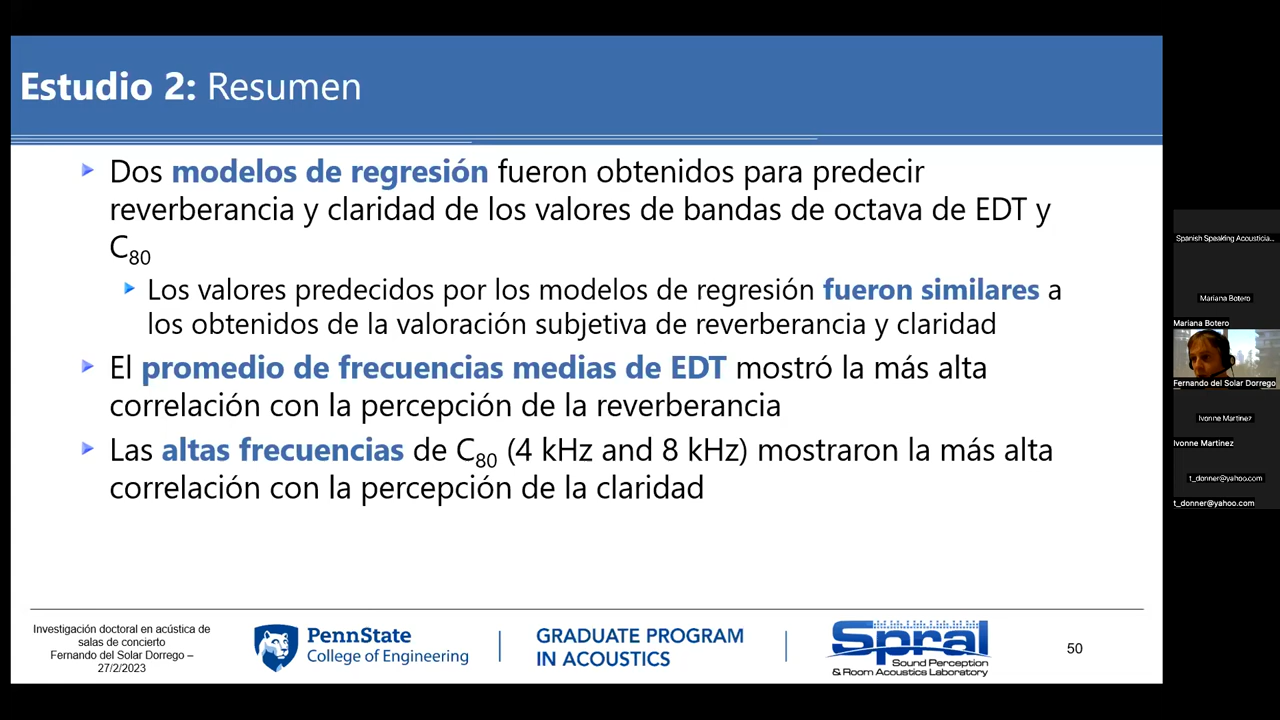 Estudio 2: Resumen
Dos modelos de regresión fueron obtenidos para predecir
reverberancia y claridad de los valores de bandas de octava de EDT y
C80
Los valores predecidos por los modelos de regresión fueron similares a
los obtenidos de la valoración subjetiva de reverberancia y claridad
El promedio de frecuencias medias de EDT mostró la más alta
correlación con la percepción de la reverberancia
Las altas frecuencias de C80 (4 kHz and 8 kHz) mostraron la más alta
correlación con la percepción de la claridad
Investigación doctoral en acústica de
salas de concierto
Fernando del Solar Dorrego –
27/2/2023
PennState
College of Engineering
GRADUATE PROGRAM
IN ACOUSTICS
Spral
Sound Perception
& Room Acoustics Laboratory
50
Spanish Speaking Acousticia...
Mariana Botero
Mariana Botero
Fernando del Solar Dorrego
Ivonne Martinez
Ivonne Martinez
t_donner@yahoo.com
t_donner@yahoo.com